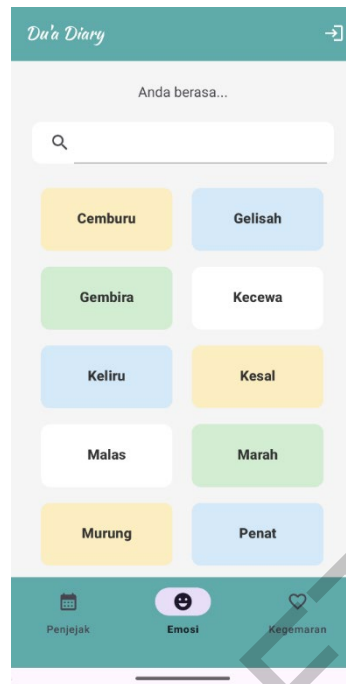 Du'a Diary
Anda berasa...
Cemburu Gelisah
Gembira Kecewa
Keliru Kesal
Malas Marah
Murung Penat
Penjejak Emosi Kegemaran